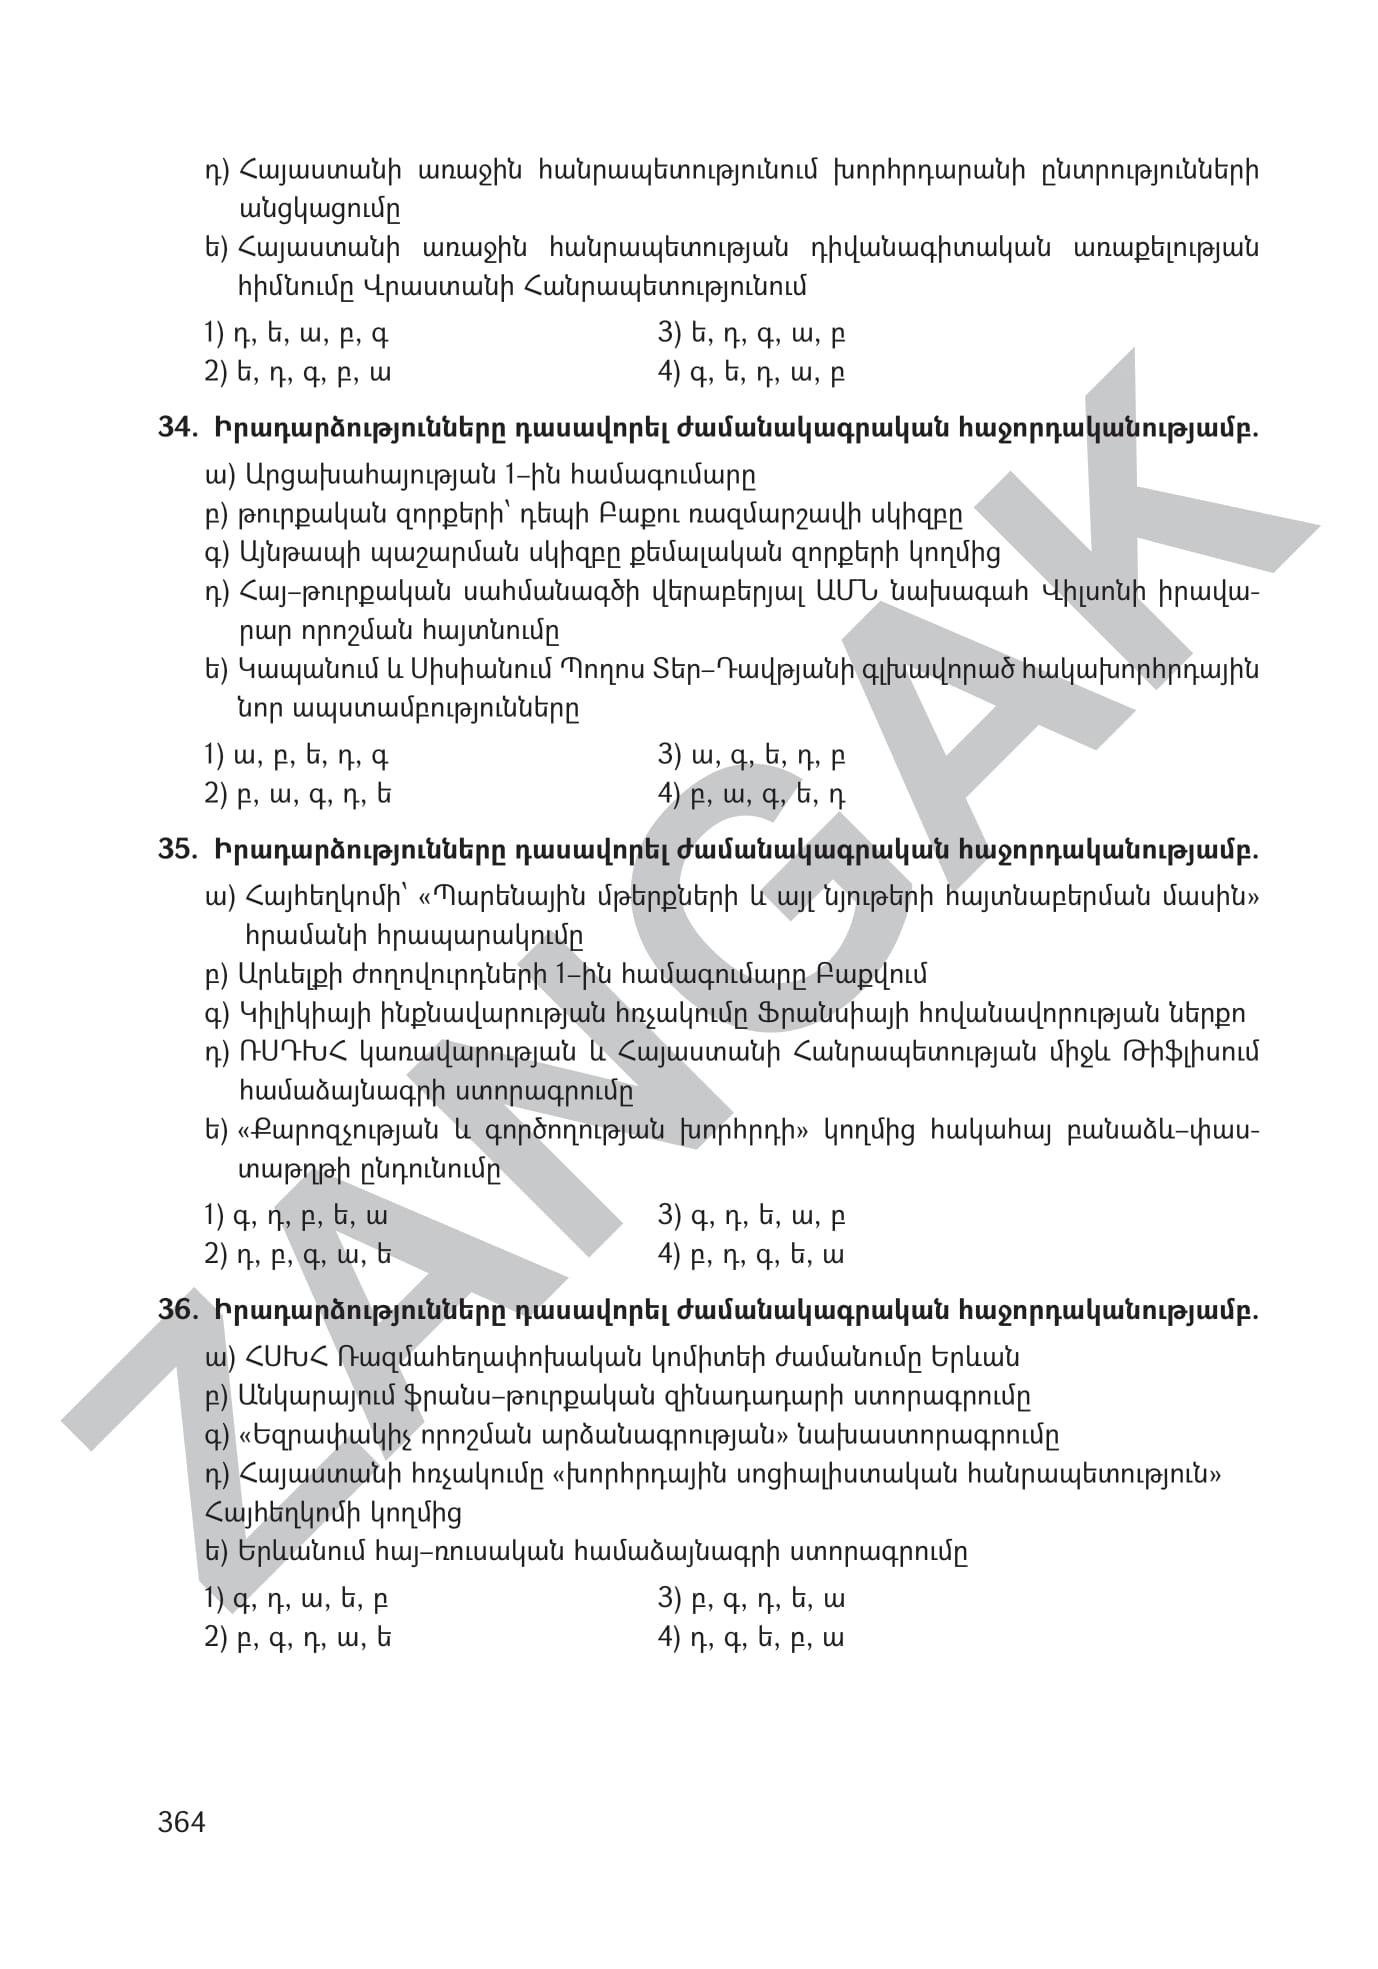 դ) Հայաստանի առաջին հանրապետությունում խորհրդարանի ընտրությունների
անցկացումը
ե) Հայաստանի առաջին հանրապետության դիվանագիտական առաքելության
հիմնումը Վրաստանի Հանրապետությունում
1) դ, ե, ա, բ, գ
3) ե, դ, գ, ա, բ
2) ե, դ, գ, բ, ա
4) գ, ե, դ, ա, բ
34. Իրադարձությունները դասավորել ժամանակագրական հաջորդականությամբ.
ա) Արցախահայության 1–ին համագումարը
բ) թուրքական զորքերի՝ դեպի Բաքու ռազմարշավի սկիզբը
գ) Այնթապի պաշարման սկիզբը քեմալական զորքերի կողմից
դ) Հայ–թուրքական սահմանագծի վերաբերյալ ԱՄՆ նախագահ Վիլսոնի իրավա-
րար որոշման հայտնումը
ե) Կապանում և Սիսիանում Պողոս Տեր–Դավթյանի գլխավորած հակախորհրդային
նոր ապստամբությունները
1) ա, բ, ե, դ, գ
3) ա, գ, ե, դ, բ
2) բ, ա, գ, դ, ե
4) բ, ա, գ, ե, դ
35. Իրադարձությունները դասավորել ժամանակագրական հաջորդականությամբ.
ա) Հայհեղկոմի՝ «Պարենային մթերքների և այլ նյութերի հայտնաբերման մասին»
հրամանի հրապարակումը
բ) Արևելքի ժողովուրդների 1–ին համագումարը Բաքվում
գ) Կիլիկիայի ինքնավարության հռչակումը Ֆրանսիայի հովանավորության ներքո
դ) ՌՍԴԽՀ կառավարության և Հայաստանի Հանրապետության միջև Թիֆլիսում
համաձայնագրի ստորագրումը
ե) «Քարոզչության և գործողության խորհրդի» կողմից հակահայ բանաձև–փաս-
տաթղթի ընդունումը
1) գ, դ, բ, ե, ա
3) գ, դ, ե, ա, բ
2) դ, բ, գ, ա, ե
4) բ, դ, գ, ե, ա
36. Իրադարձությունները դասավորել ժամանակագրական հաջորդականությամբ.
ա) ՀՍԽՀ Ռազմահեղափոխական կոմիտեի ժամանումը Երևան
բ) Անկարայում ֆրանս–թուրքական զինադադարի ստորագրումը
գ) «Եզրափակիչ որոշման արձանագրության» նախաստորագրումը
դ) Հայաստանի հռչակումը «խորհրդային սոցիալիստական հանրապետություն»
Հայհեղկոմի կողմից
ե) Երևանում հայ–ռուսական համաձայնագրի ստորագրումը
1) գ, դ, ա, ե, բ
3) բ, գ, դ, ե, ա
2) բ, գ, դ, ա, ե
4) դ, գ, ե, բ, ա
364
ZANGAK